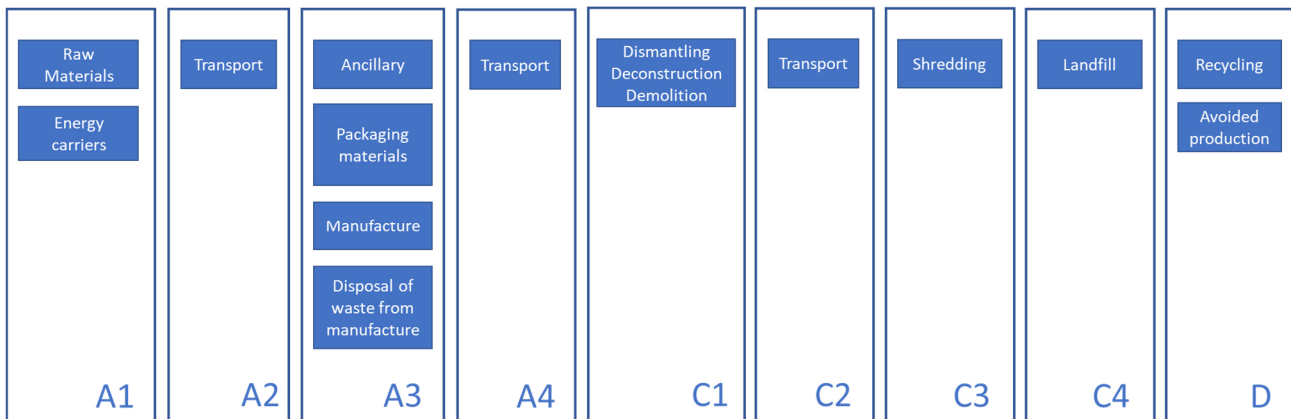 Raw
Materials
Energy
carriers
A1
Transport
A2
Ancillary
Packaging
materials
Manufacture
Disposal of
waste from
manufacture
A3
Transport
A4
Dismantling
Deconstruction
Demolition
C1
Transport
C2
Shredding
C3
Landfill
C4
Recycling
Avoided
production
D